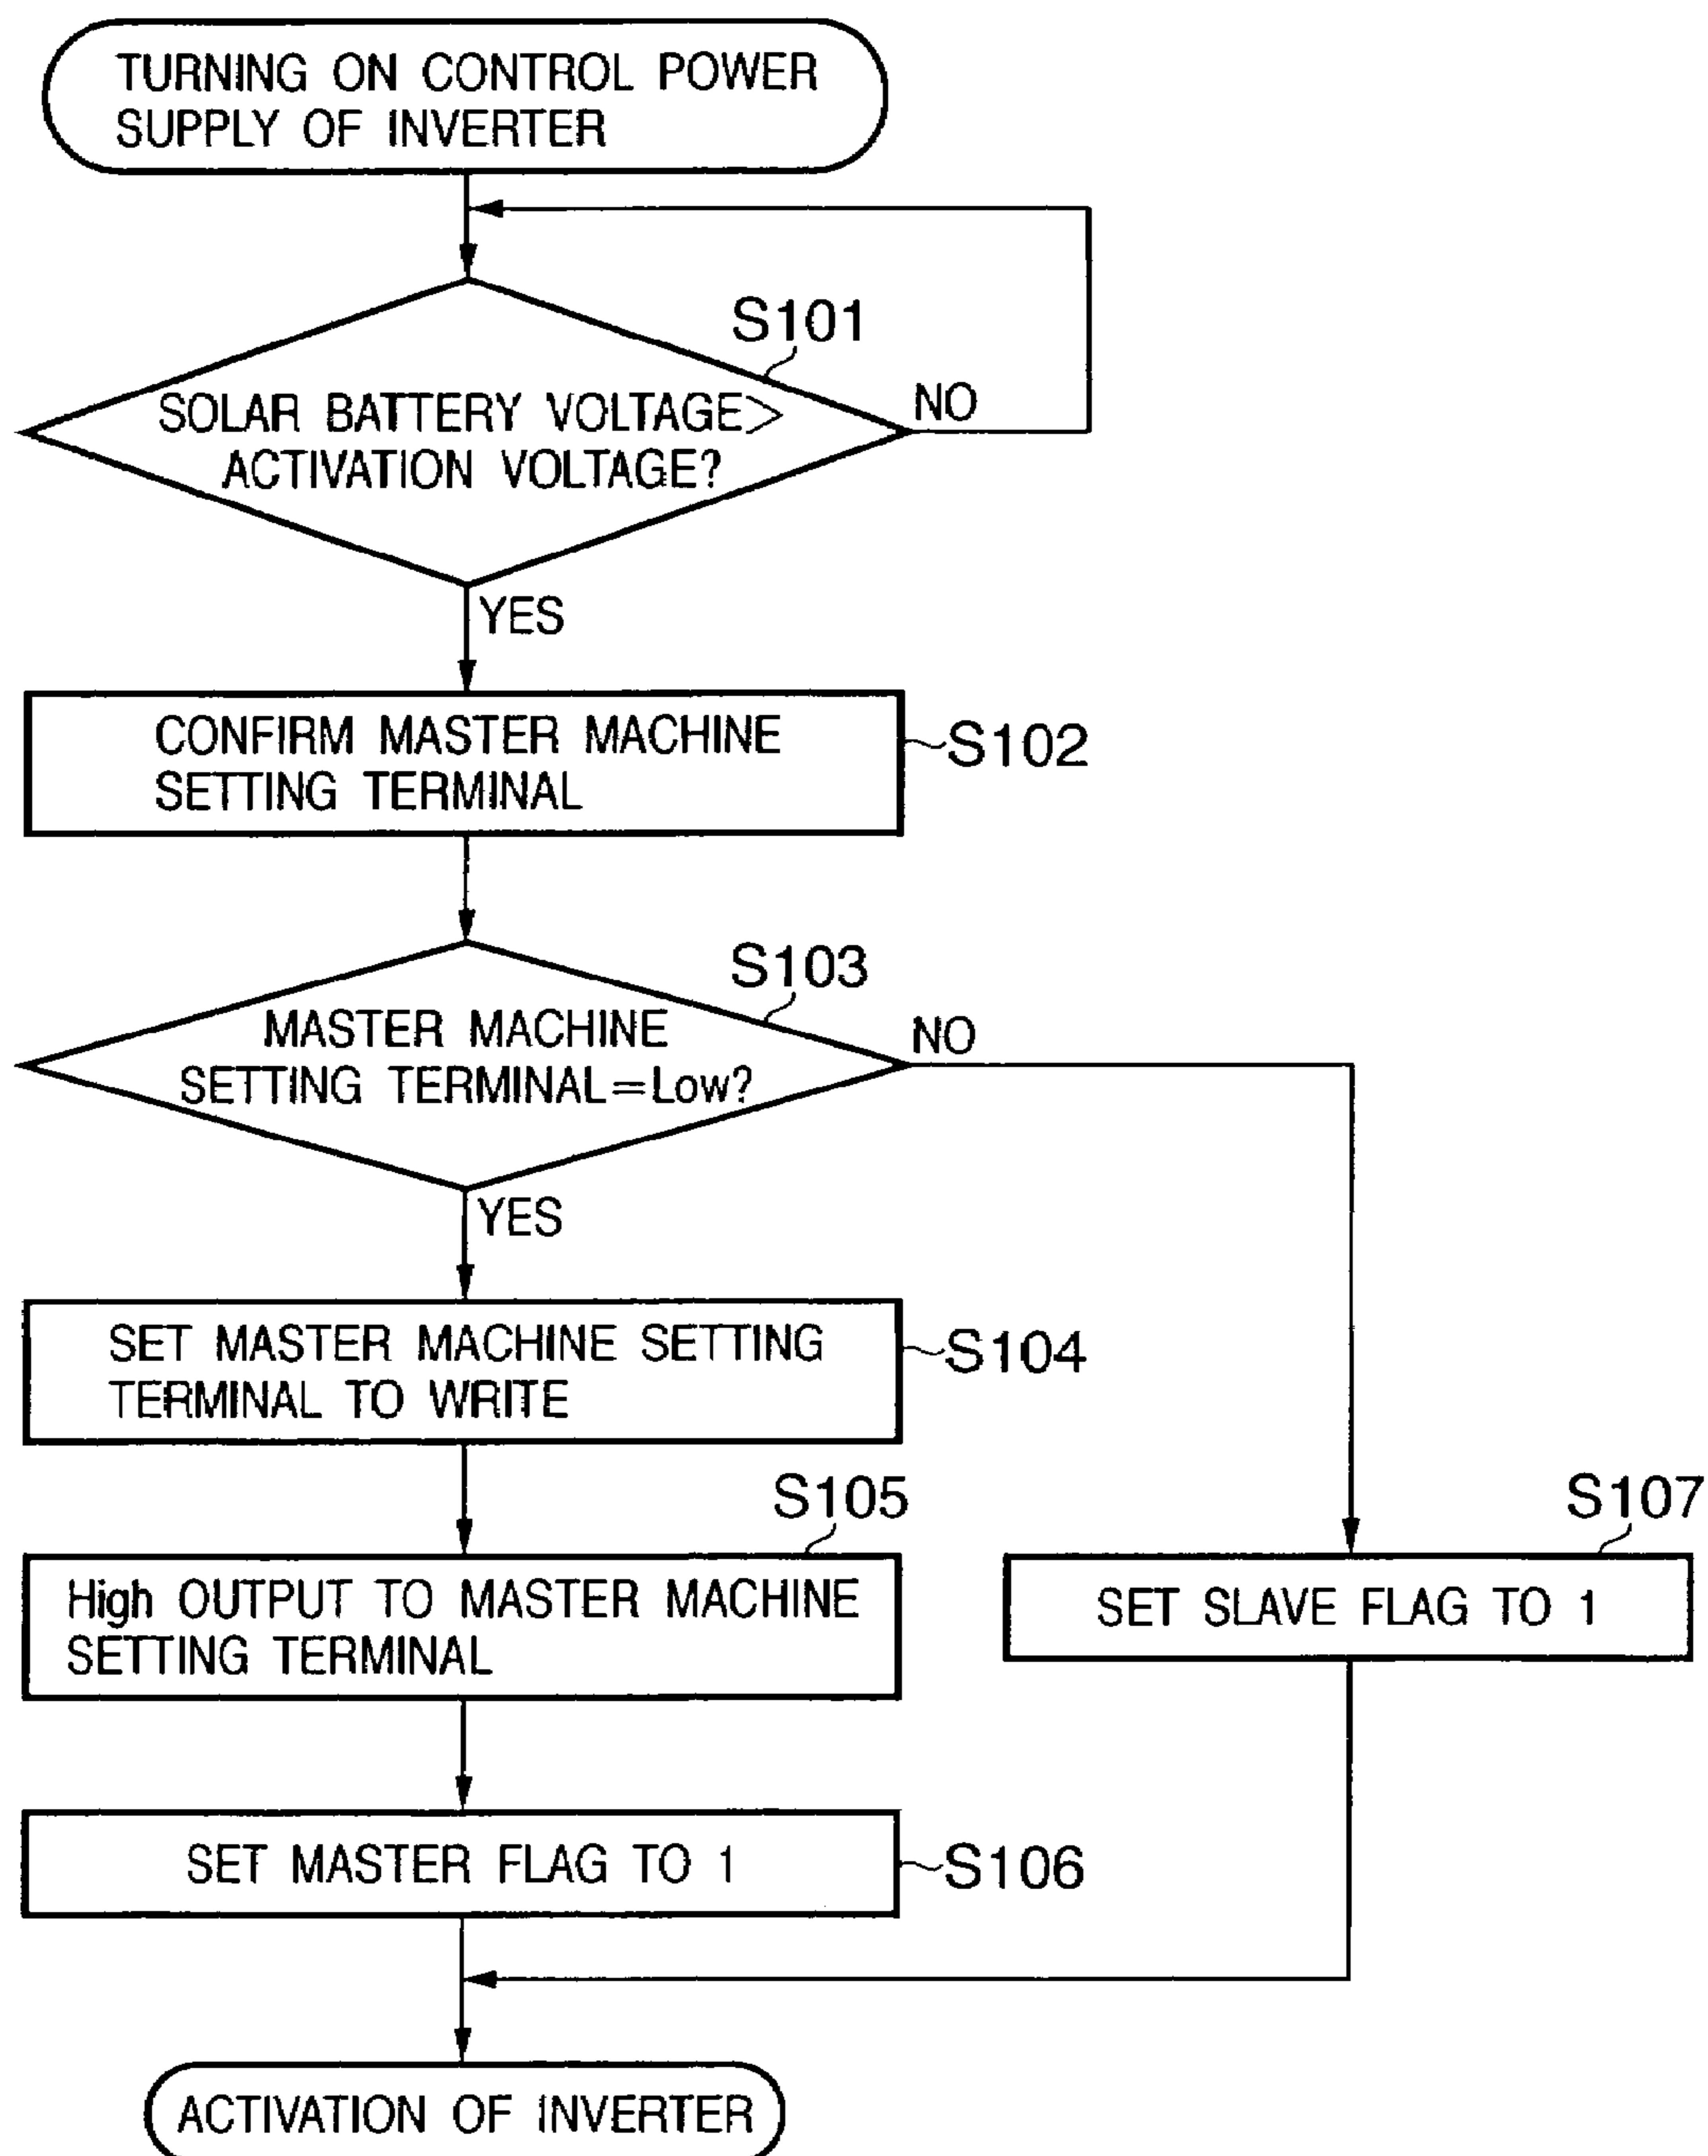 TURNING ON CONTROL POWER
SUPPLY OF INVERTER
S101
SOLAR BATTERY VOLTAGE>
ACTIVATION VOLTAGE?
NO
YES
CONFIRM MASTER MACHINE
SETTING TERMINAL
S102
S103
MASTER MACHINE
SETTING TERMINAL=Low?
NO
YES
SET MASTER MACHINE SETTING
TERMINAL TO WRITE
S104
S105
High OUTPUT TO MASTER MACHINE
SETTING TERMINAL
S107
SET SLAVE FLAG TO 1
SET MASTER FLAG TO 1
S106
ACTIVATION OF INVERTER